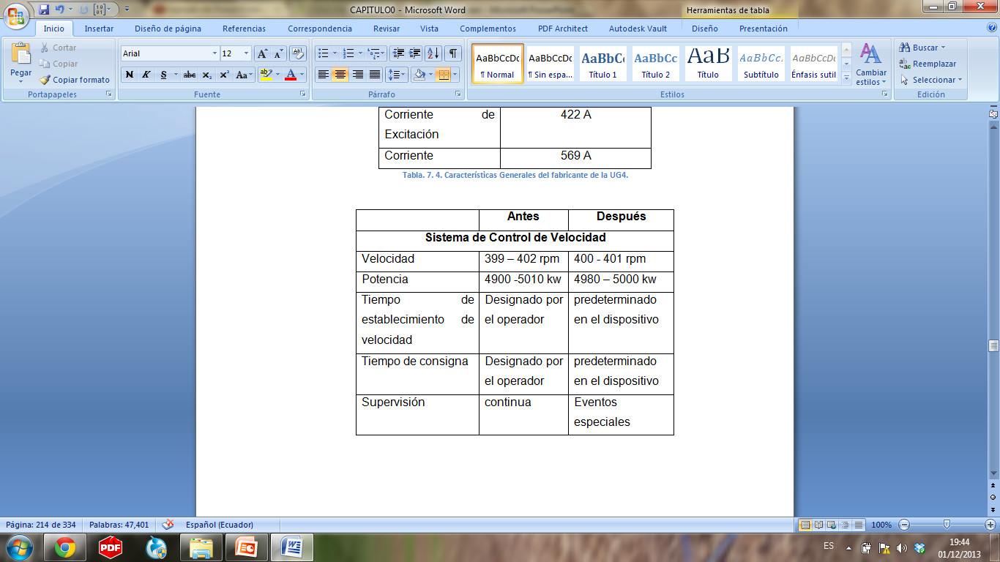 CAPITULO0 - Microsoft Word
Herramientas de tabla
Inicio Insertar Diseño de página Referencias Correspondencia Revisar Vista Complementos PDF Architect Autodesk Vault Diseño Presentación
Pegar
Cortar
Copiar
Copiar formato
Portapapeles
Arial 12
N K S abc x₂ x² Aa
Fuente
Párrafo
AaBbCcDc AaBbCcDc AaBbCc AaBbCc AaB AaBbCc. AaBbCcDc
¶ Normal ¶ Sin espa... Título 1 Título 2 Título Subtítulo Énfasis sutil
Cambiar
estilos
Estilos
Buscar
Reemplazar
Seleccionar
Edición
Corriente de
Excitación
422 A
Corriente 569 A
Tabla. 7. 4. Características Generales del fabricante de la UG4.
Antes Después
Sistema de Control de Velocidad
Velocidad 399 – 402 rpm 400 - 401 rpm
Potencia 4900 -5010 kw 4980 – 5000 kw
Tiempo de Designado por predeterminado
establecimiento de el operador en el dispositivo
velocidad
Tiempo de consigna Designado por predeterminado
el operador en el dispositivo
Supervisión continua Eventos
especiales
Página: 214 de 334 Palabras: 47,401 Español (Ecuador) 100%
PDF
ES
19:44
01/12/2013